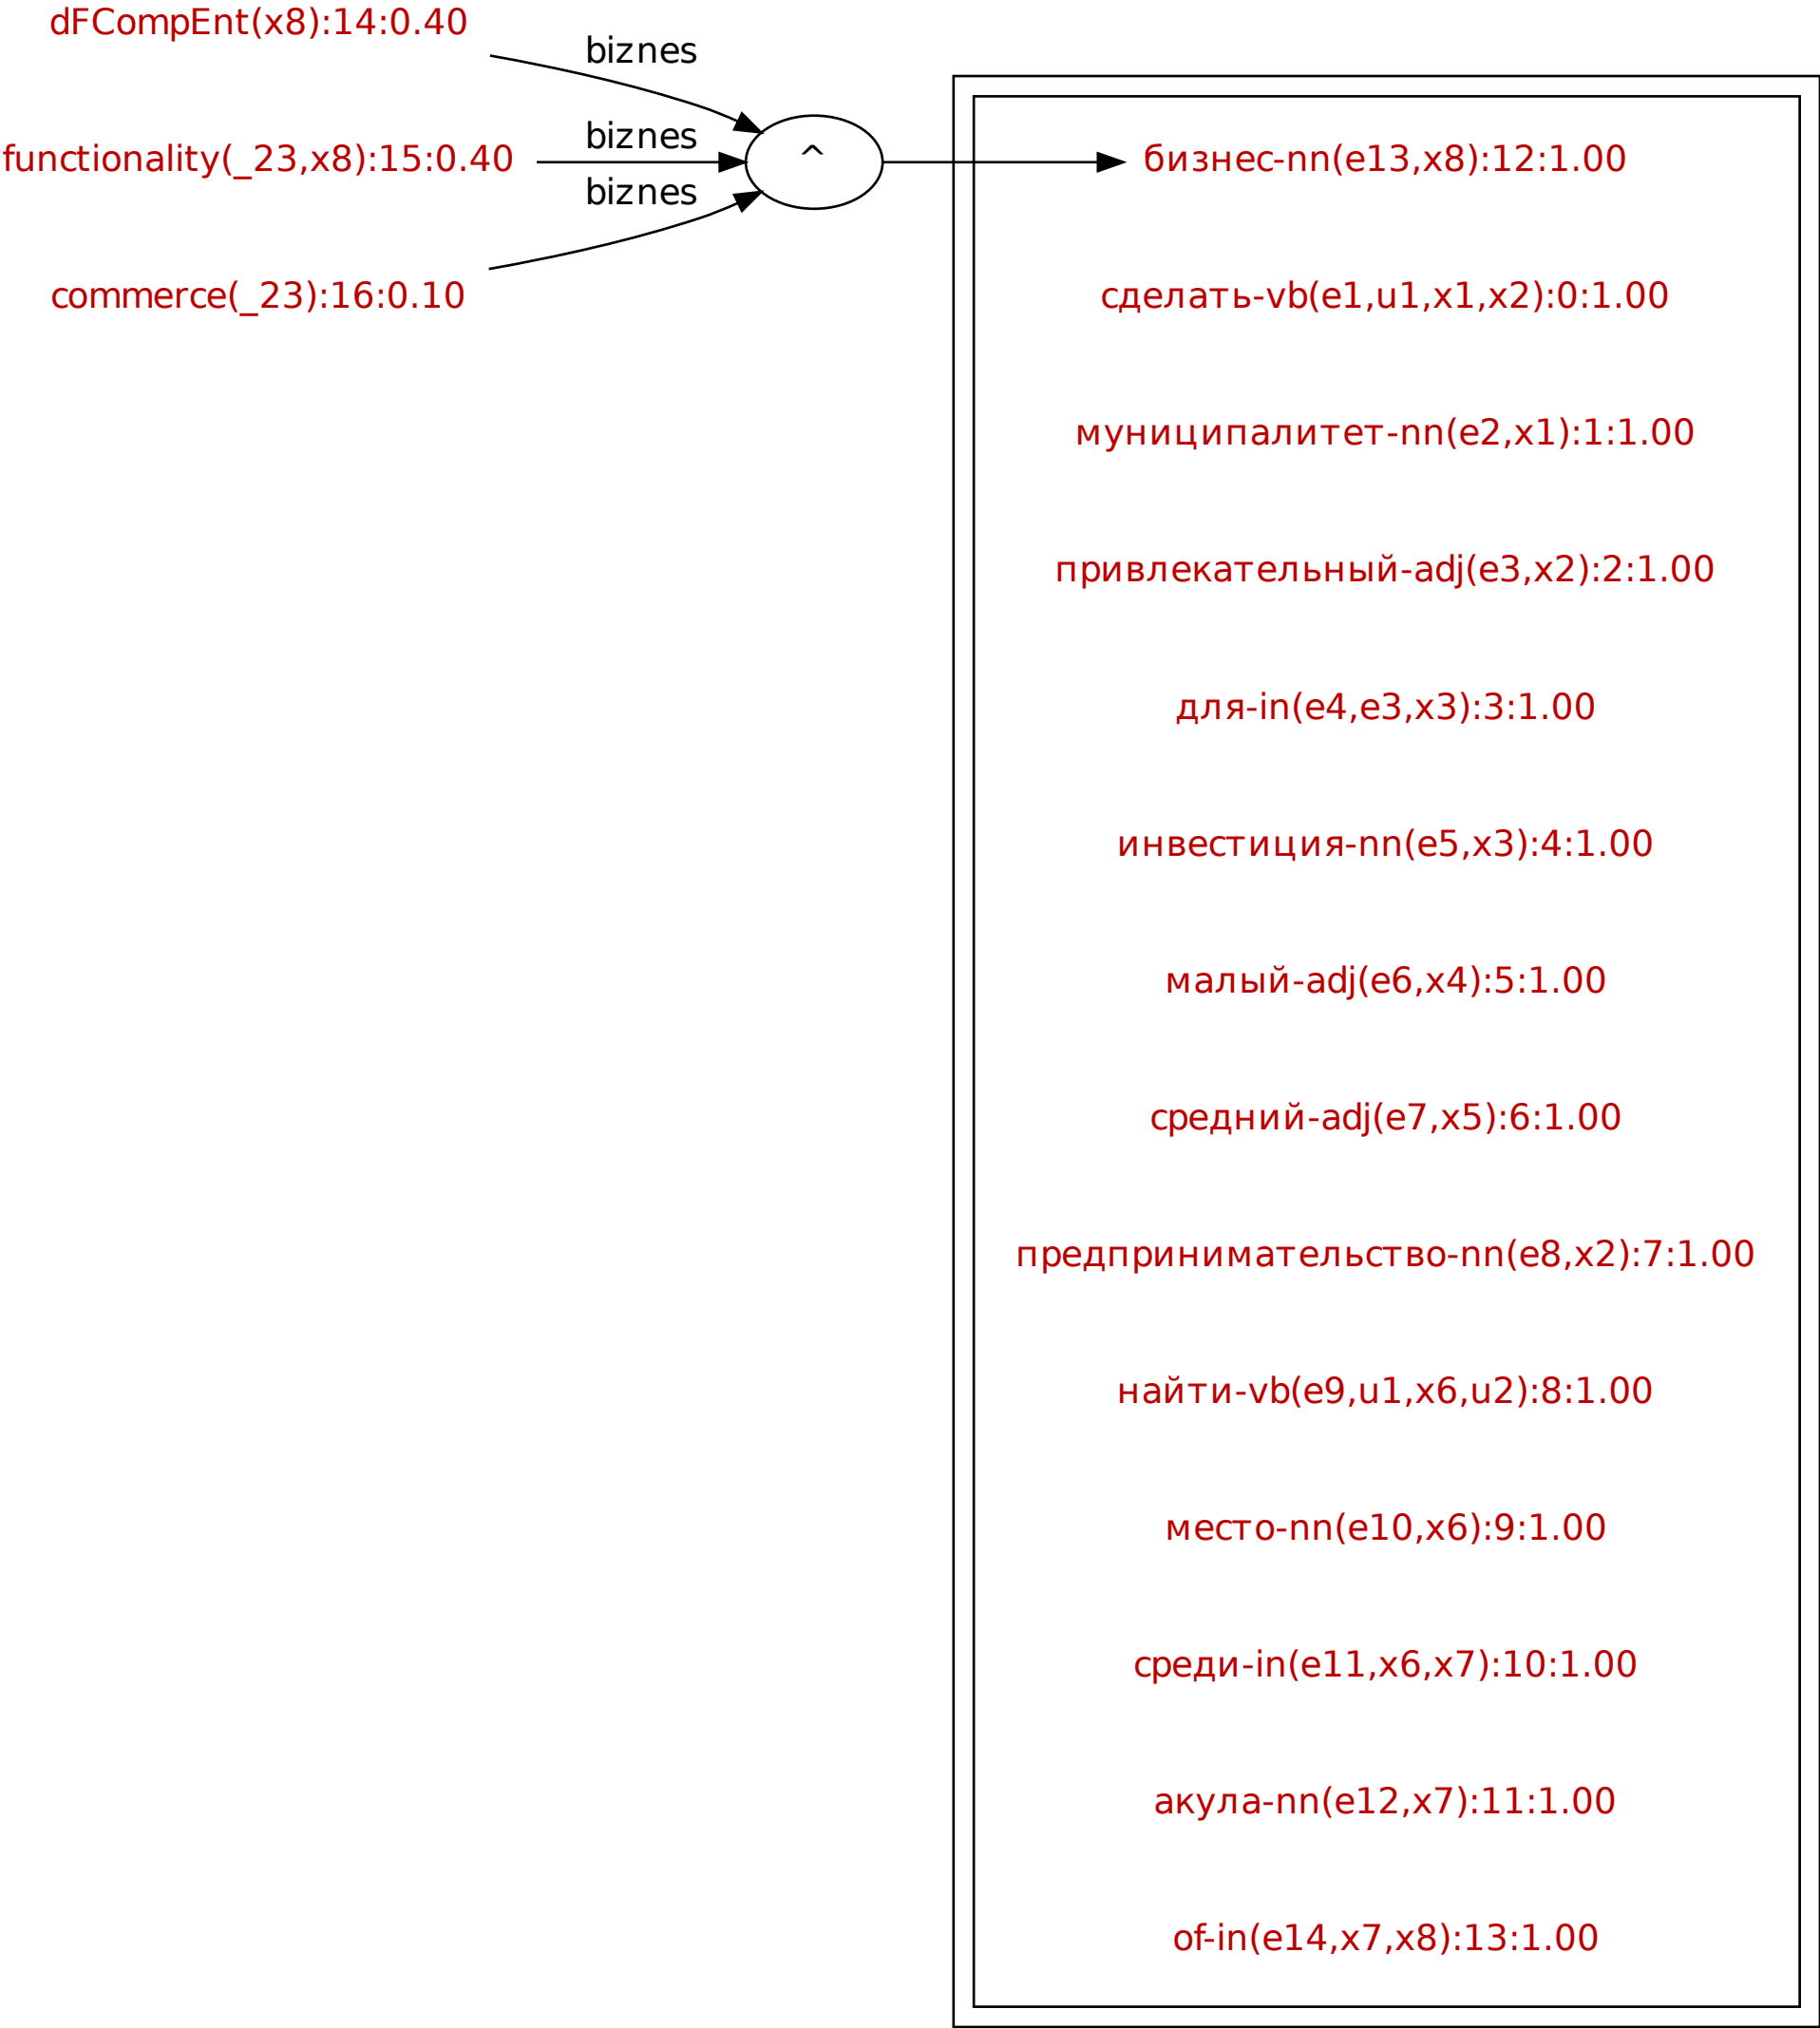 dFCompEnt(x8):14:0.40
biznes
functionality(_23,x8):15:0.40
biznes
^
бизнес-nn(e13,x8):12:1.00
biznes
commerce(_23):16:0.10
сделать-vb(e1,u1,x1,x2):0:1.00
муниципалитет-nn(e2,x1):1:1.00
привлекательный-adj(e3,x2):2:1.00
для-in(e4,e3,x3):3:1.00
инвестиция-nn(e5,x3):4:1.00
малый-adj(e6,x4):5:1.00
средний-adj(e7,x5):6:1.00
предпринимательство-nn(e8,x2):7:1.00
найти-vb(e9,u1,x6,u2):8:1.00
место-nn(e10,x6):9:1.00
среди-in(e11,x6,x7):10:1.00
акула-nn(e12,x7):11:1.00
of-in(e14,x7,x8):13:1.00